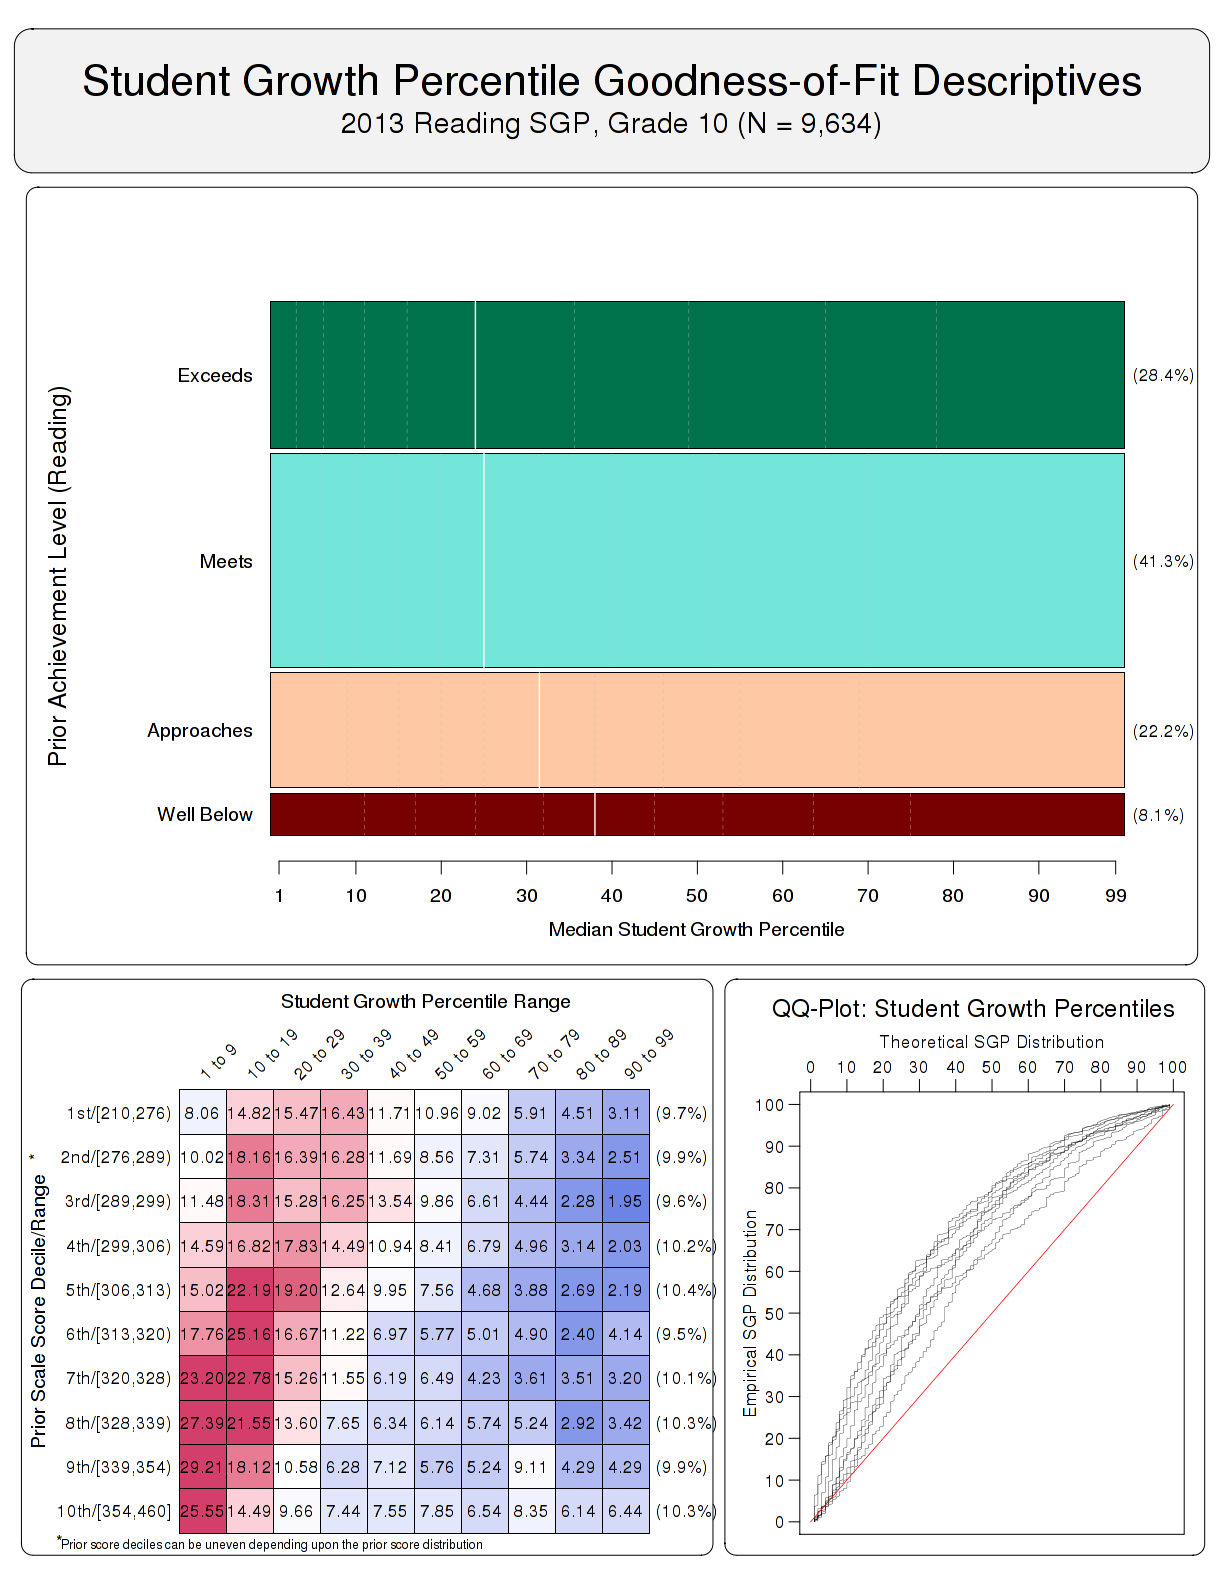 Student Growth Percentile Goodness-of-Fit Descriptives
2013 Reading SGP, Grade 10 (N = 9,634)
Prior Achievement Level (Reading)
Exceeds (28.4%)
Meets (41.3%)
Approaches (22.2%)
Well Below (8.1%)
1 10 20 30 40 50 60 70 80 90 99
Median Student Growth Percentile
Student Growth Percentile Range
1 to 9 10 to 19 20 to 29 30 to 39 40 to 49 50 to 59 60 to 69 70 to 79 80 to 89 90 to 99
Prior Scale Score Decile/Range *
1st/[210,276) 8.06 14.82 15.47 16.43 11.71 10.96 9.02 5.91 4.51 3.11 (9.7%)
2nd/[276,289) 10.02 18.16 16.39 16.28 11.69 8.56 7.31 5.74 3.34 2.51 (9.9%)
3rd/[289,299) 11.48 18.31 15.28 16.25 13.54 9.86 6.61 4.44 2.28 1.95 (9.6%)
4th/[299,306) 14.59 16.82 17.83 14.49 10.94 8.41 6.79 4.96 3.14 2.03 (10.2%)
5th/[306,313) 15.02 22.19 19.20 12.64 9.95 7.56 4.68 3.88 2.69 2.19 (10.4%)
6th/[313,320) 17.76 25.16 16.67 11.22 6.97 5.77 5.01 4.90 2.40 4.14 (9.5%)
7th/[320,328) 23.20 22.78 15.26 11.55 6.19 6.49 4.23 3.61 3.51 3.20 (10.1%)
8th/[328,339) 27.39 21.55 13.60 7.65 6.34 6.14 5.74 5.24 2.92 3.42 (10.3%)
9th/[339,354) 29.21 18.12 10.58 6.28 7.12 5.76 5.24 9.11 4.29 4.29 (9.9%)
10th/[354,460] 25.55 14.49 9.66 7.44 7.55 7.85 6.54 8.35 6.14 6.44 (10.3%)
*Prior score deciles can be uneven depending upon the prior score distribution
QQ-Plot: Student Growth Percentiles
Theoretical SGP Distribution
0 10 20 30 40 50 60 70 80 90 100
Empirical SGP Distribution
100
90
80
70
60
50
40
30
20
10
0